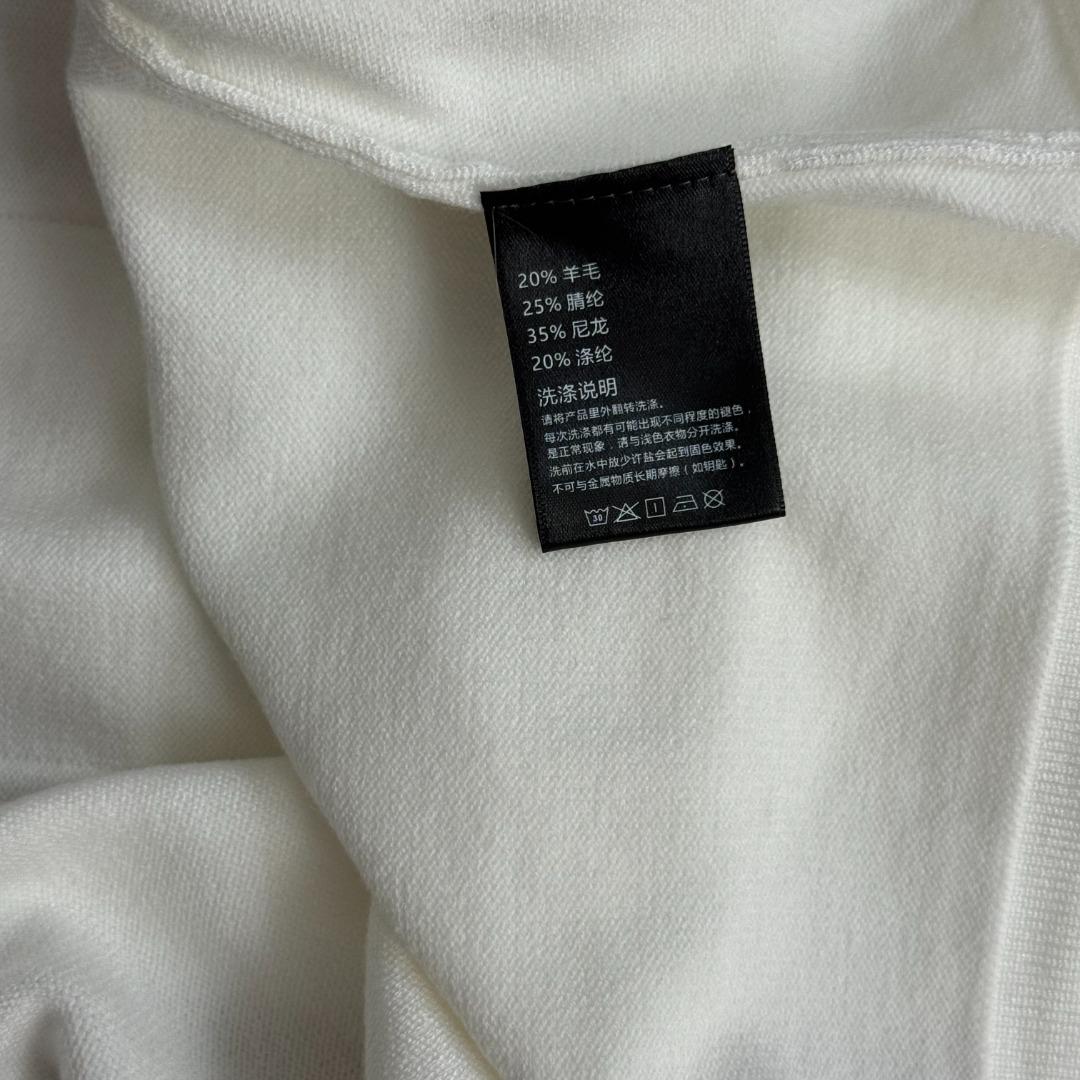 20% 羊毛
25% 腈纶
35% 尼龙
20% 涤纶
洗涤说明
请将产品里外翻转洗涤。
每次洗涤都有可能出现不同程度的褪色，
是正常现象．请与浅色衣物分开洗涤。
洗前在水中放少许盐会起到固色效果。
不可与金属物质长期摩擦（如钥匙）。
30